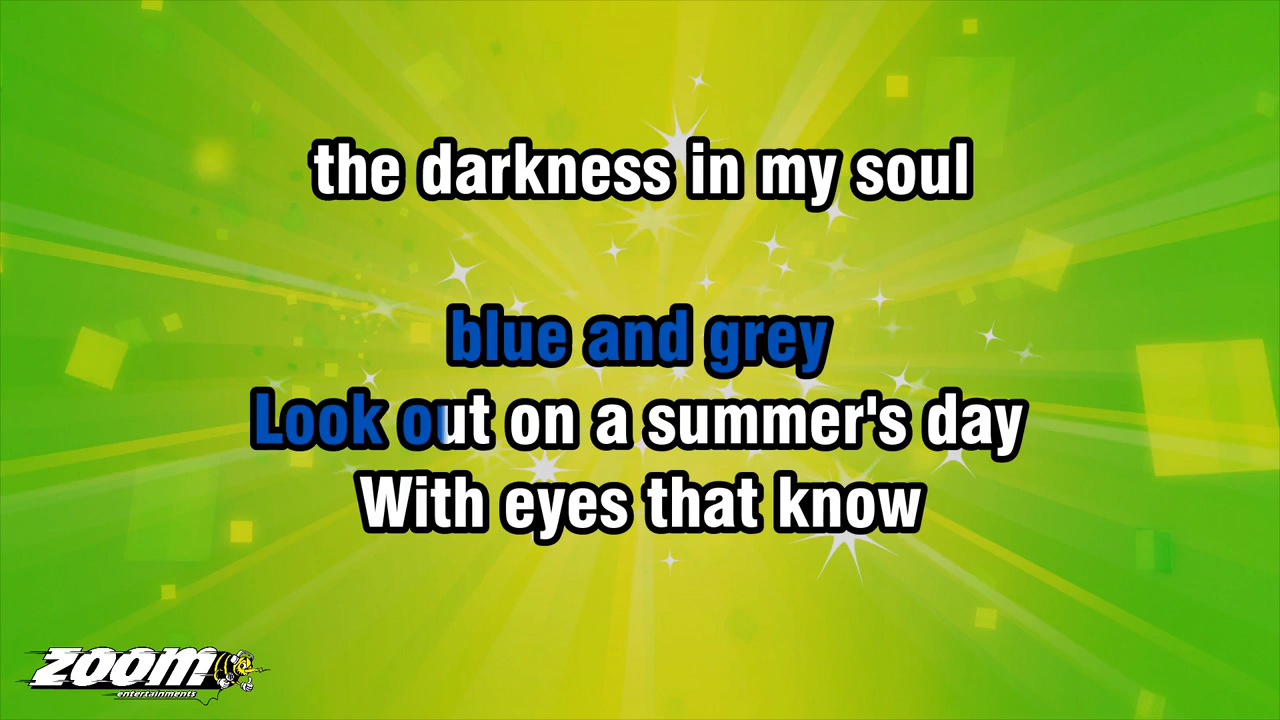 the darkness in my soul
blue and grey
Look out on a summer's day
With eyes that know
zoom
entertainments